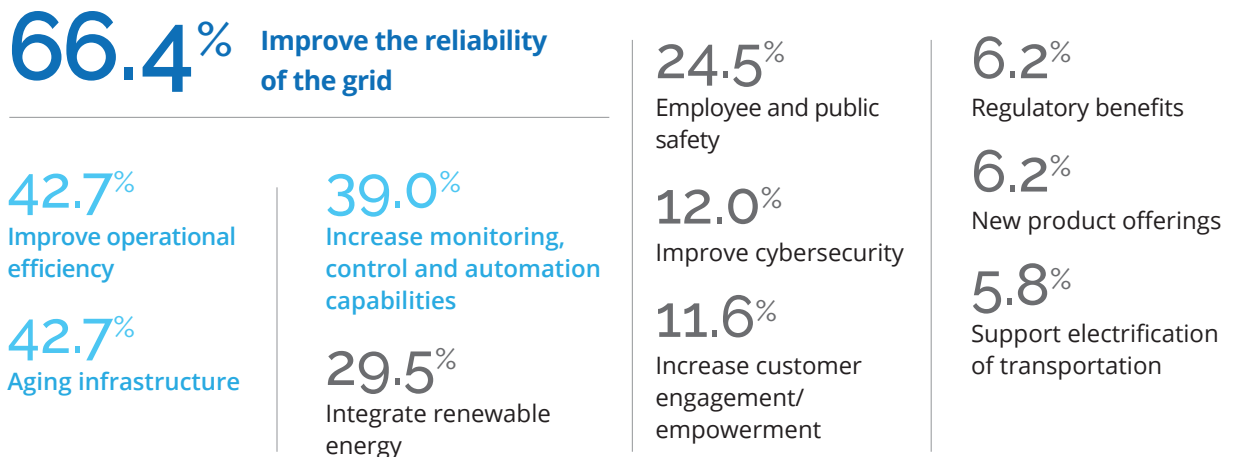 66.4% Improve the reliability
of the grid
42.7%
Improve operational
efficiency
42.7%
Aging infrastructure
39.0%
Increase monitoring,
control and automation
capabilities
29.5%
Integrate renewable
energy
24.5%
Employee and public
safety
12.0%
Improve cybersecurity
11.6%
Increase customer
engagement/
empowerment
6.2%
Regulatory benefits
6.2%
New product offerings
5.8%
Support electrification
of transportation